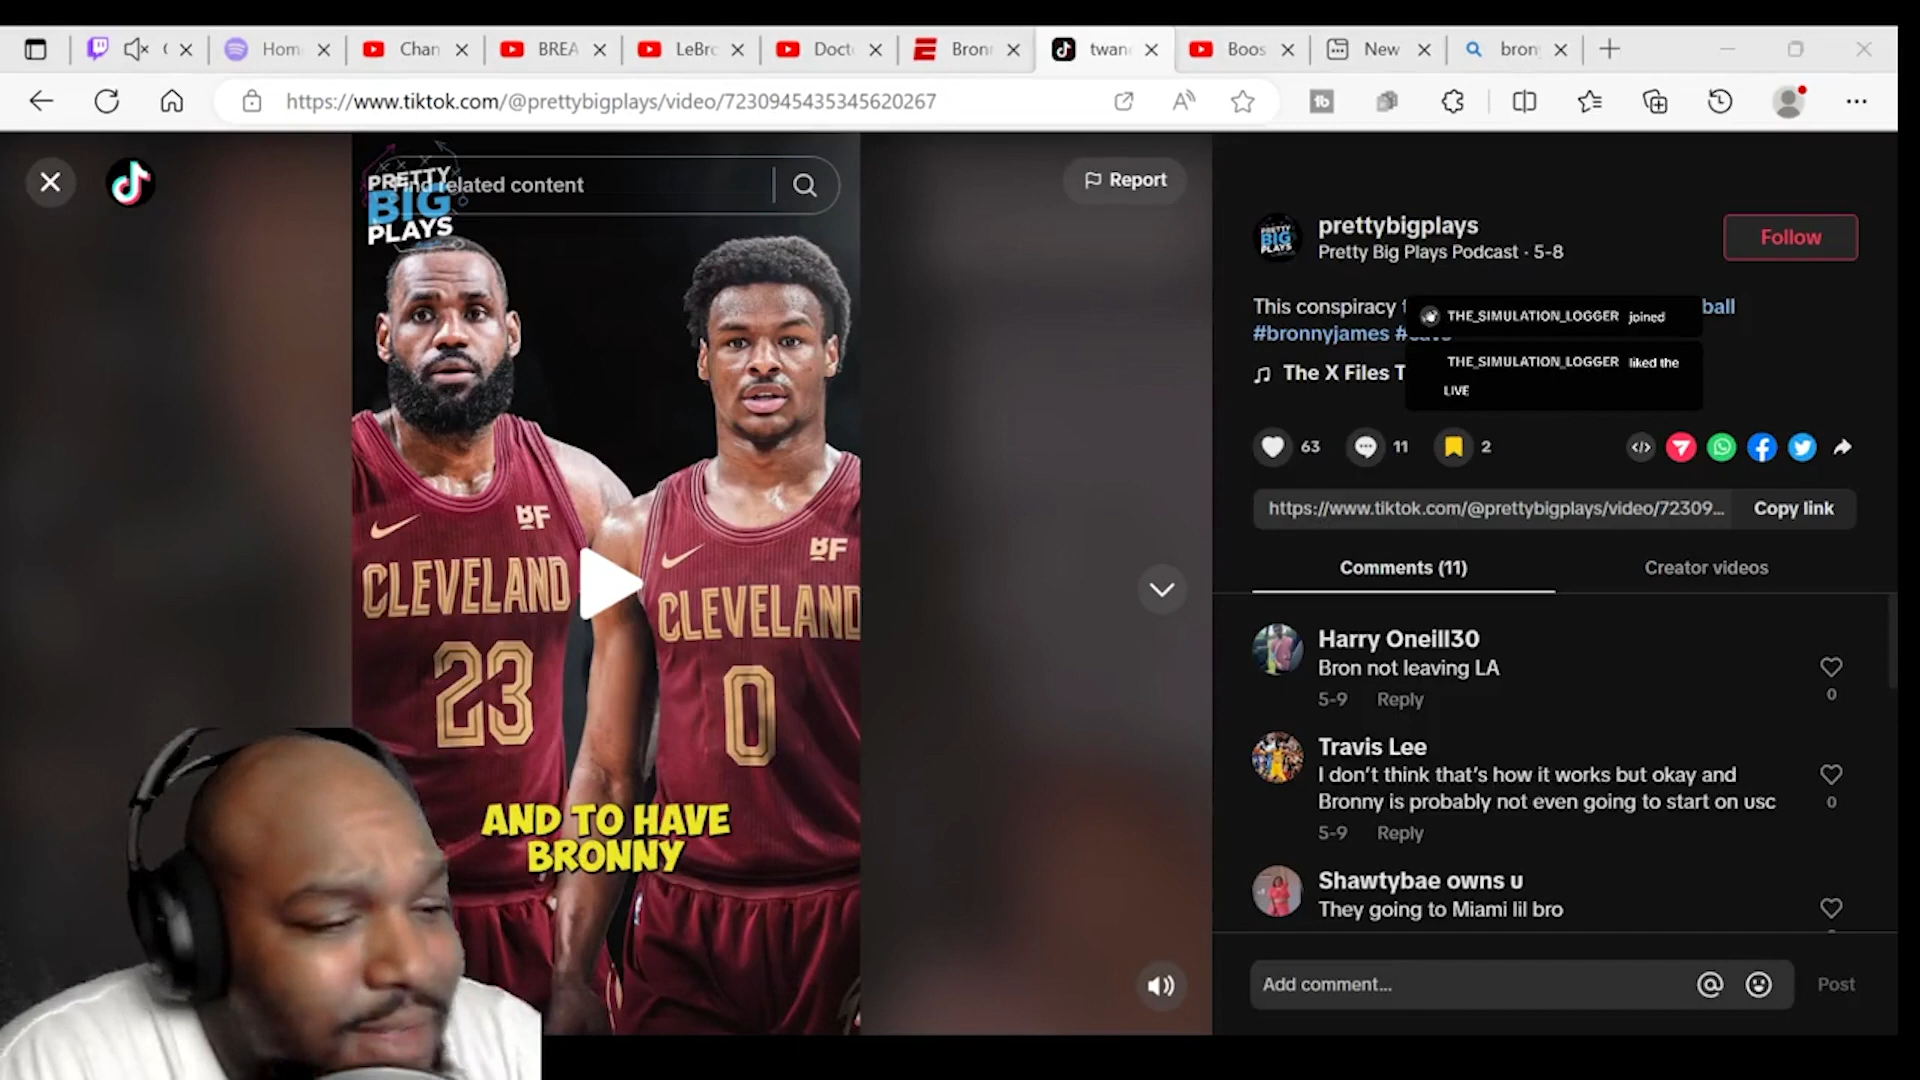 Hom
Chan
BREA
LeBro
Docto
Bronn
twan
Boos
New
bron
https://www.tiktok.com/@prettybigplays/video/7230945435345620267
PRETTY
BIG
PLAYS
related content
Report
prettybigplays
Pretty Big Plays Podcast · 5-8
Follow
This conspiracy
ball
#bronnyjames #
THE_SIMULATION_LOGGER joined
THE_SIMULATION_LOGGER liked the
LIVE
The X Files T
63
11
2
https://www.tiktok.com/@prettybigplays/video/72309...
Copy link
Comments (11)
Creator videos
CLEVELAND
23
CLEVELAND
0
AND TO HAVE
BRONNY
Harry Oneill30
Bron not leaving LA
5-9 Reply
0
Travis Lee
I don't think that's how it works but okay and
Bronny is probably not even going to start on usc
0
5-9 Reply
Shawtybae owns u
They going to Miami lil bro
Add comment...
Post